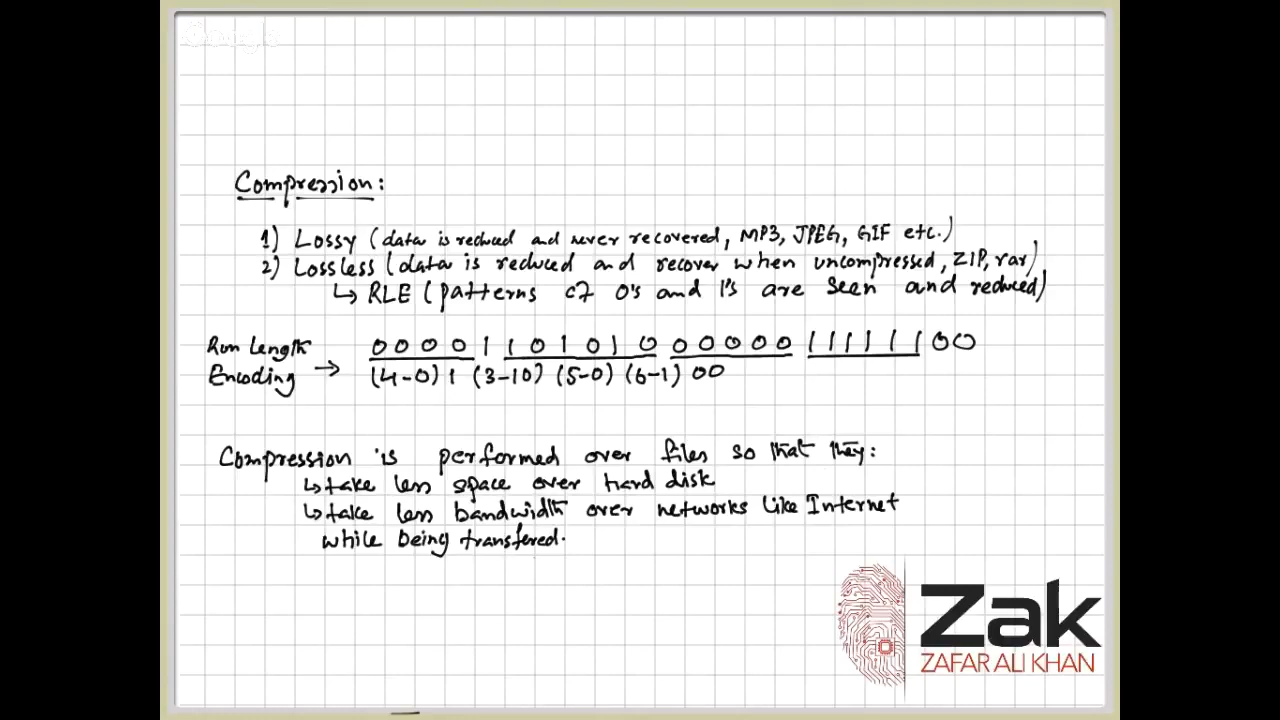 Compression:
1) Lossy (data is reduced and never recovered, MP3, JPEG, GIF etc.)
2) Lossless (data is reduced and recover when uncompressed, ZIP, rar)
↳ RLE (patterns of 0's and 1's are seen and reduced)
Run Length Encoding →
0 0 0 0 1 1 0 1 0 1 0 0 0 0 0 0 1 1 1 1 1 1 0 0
(4-0) 1 (3-10) (5-0) (6-1) 00
Compression is performed over files so that they:
↳ take less space over hard disk
↳ take less bandwidth over networks like Internet
while being transfered.
Zak
ZAFAR ALI KHAN